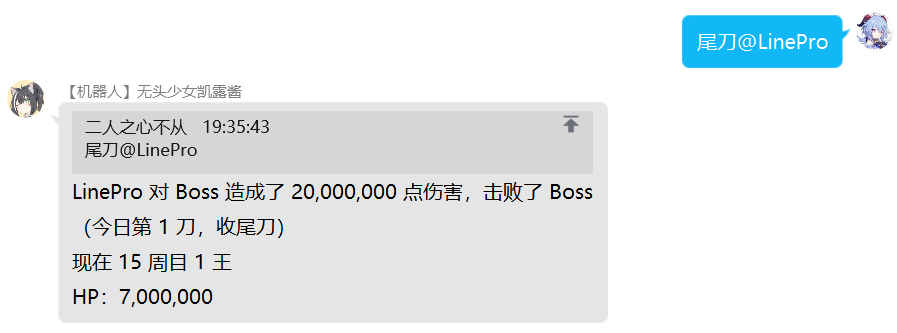 尾刀@LinePro
【机器人】无头少女凯露酱
二人之心不从 19:35:43
尾刀@LinePro
LinePro 对 Boss 造成了 20,000,000 点伤害，击败了 Boss
（今日第 1 刀，收尾刀）
现在 15 周目 1 王
HP：7,000,000